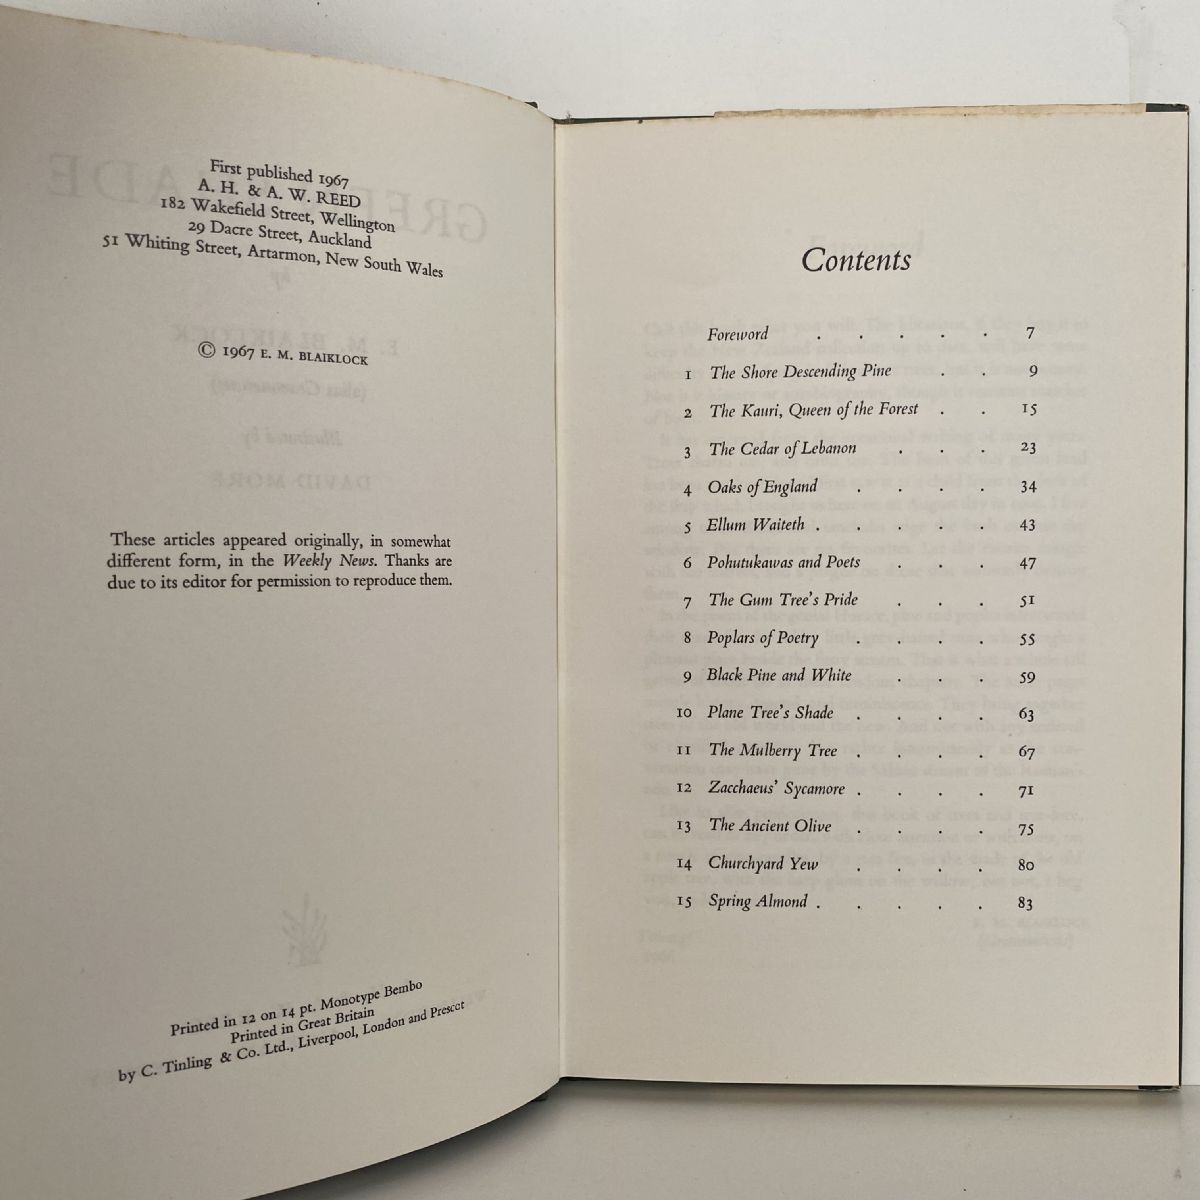 First published 1967
A. H. & A. W. REED
182 Wakefield Street, Wellington
29 Dacre Street, Auckland
51 Whiting Street, Artarmon, New South Wales
© 1967 E. M. BLAIKLOCK
These articles appeared originally, in somewhat
different form, in the Weekly News. Thanks are
due to its editor for permission to reproduce them.
Printed in 12 on 14 pt. Monotype Bembo
Printed in Great Britain
by C. Tinling & Co. Ltd., Liverpool, London and Prescot
Contents
Foreword . . . . . 7
1 The Shore Descending Pine . . 9
2 The Kauri, Queen of the Forest . . 15
3 The Cedar of Lebanon . . . 23
4 Oaks of England . . . . 34
5 Ellum Waiteth . . . . . 43
6 Pohutukawas and Poets . . . 47
7 The Gum Tree's Pride . . . 51
8 Poplars of Poetry . . . . 55
9 Black Pine and White . . . 59
10 Plane Tree's Shade . . . . 63
11 The Mulberry Tree . . . . 67
12 Zacchaeus' Sycamore . . . . 71
13 The Ancient Olive . . . . 75
14 Churchyard Yew . . . . 80
15 Spring Almond . . . . . 83